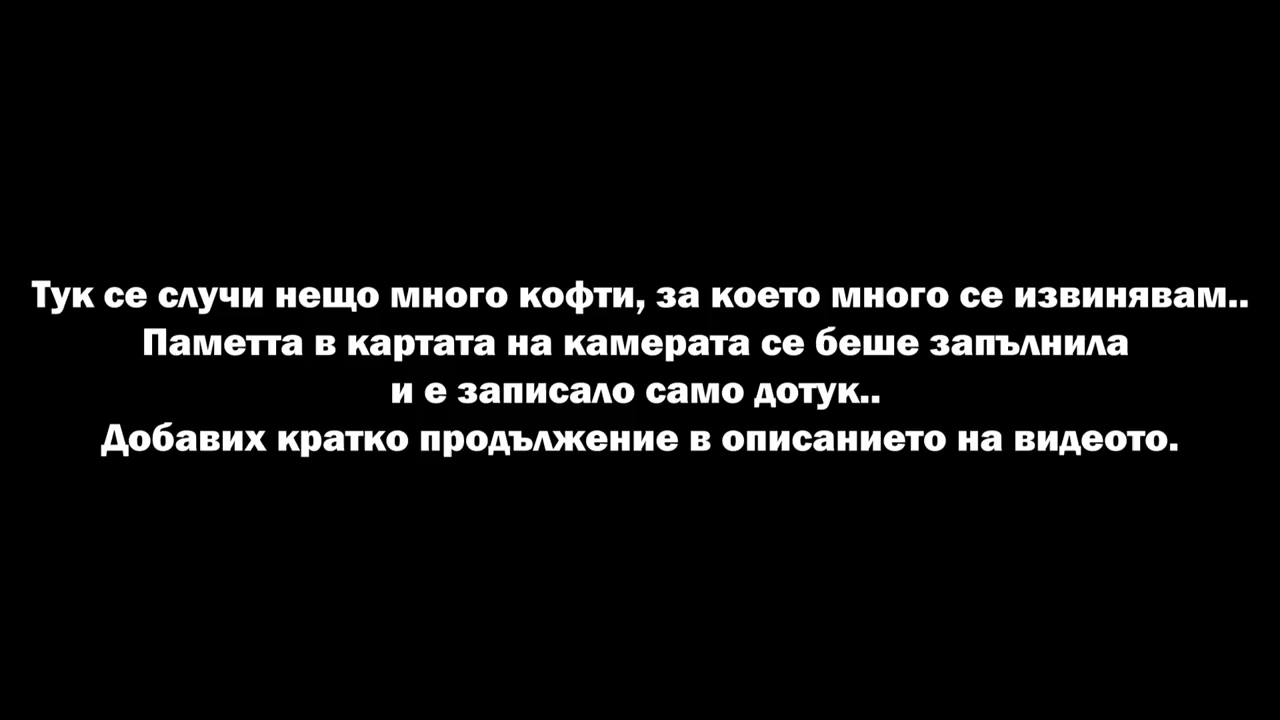 Тук се случи нещо много кофти, за което много се извинявам..
Паметта в картата на камерата се беше запълнила
и е записало само дотук..
Добавих кратко продължение в описанието на видеото.